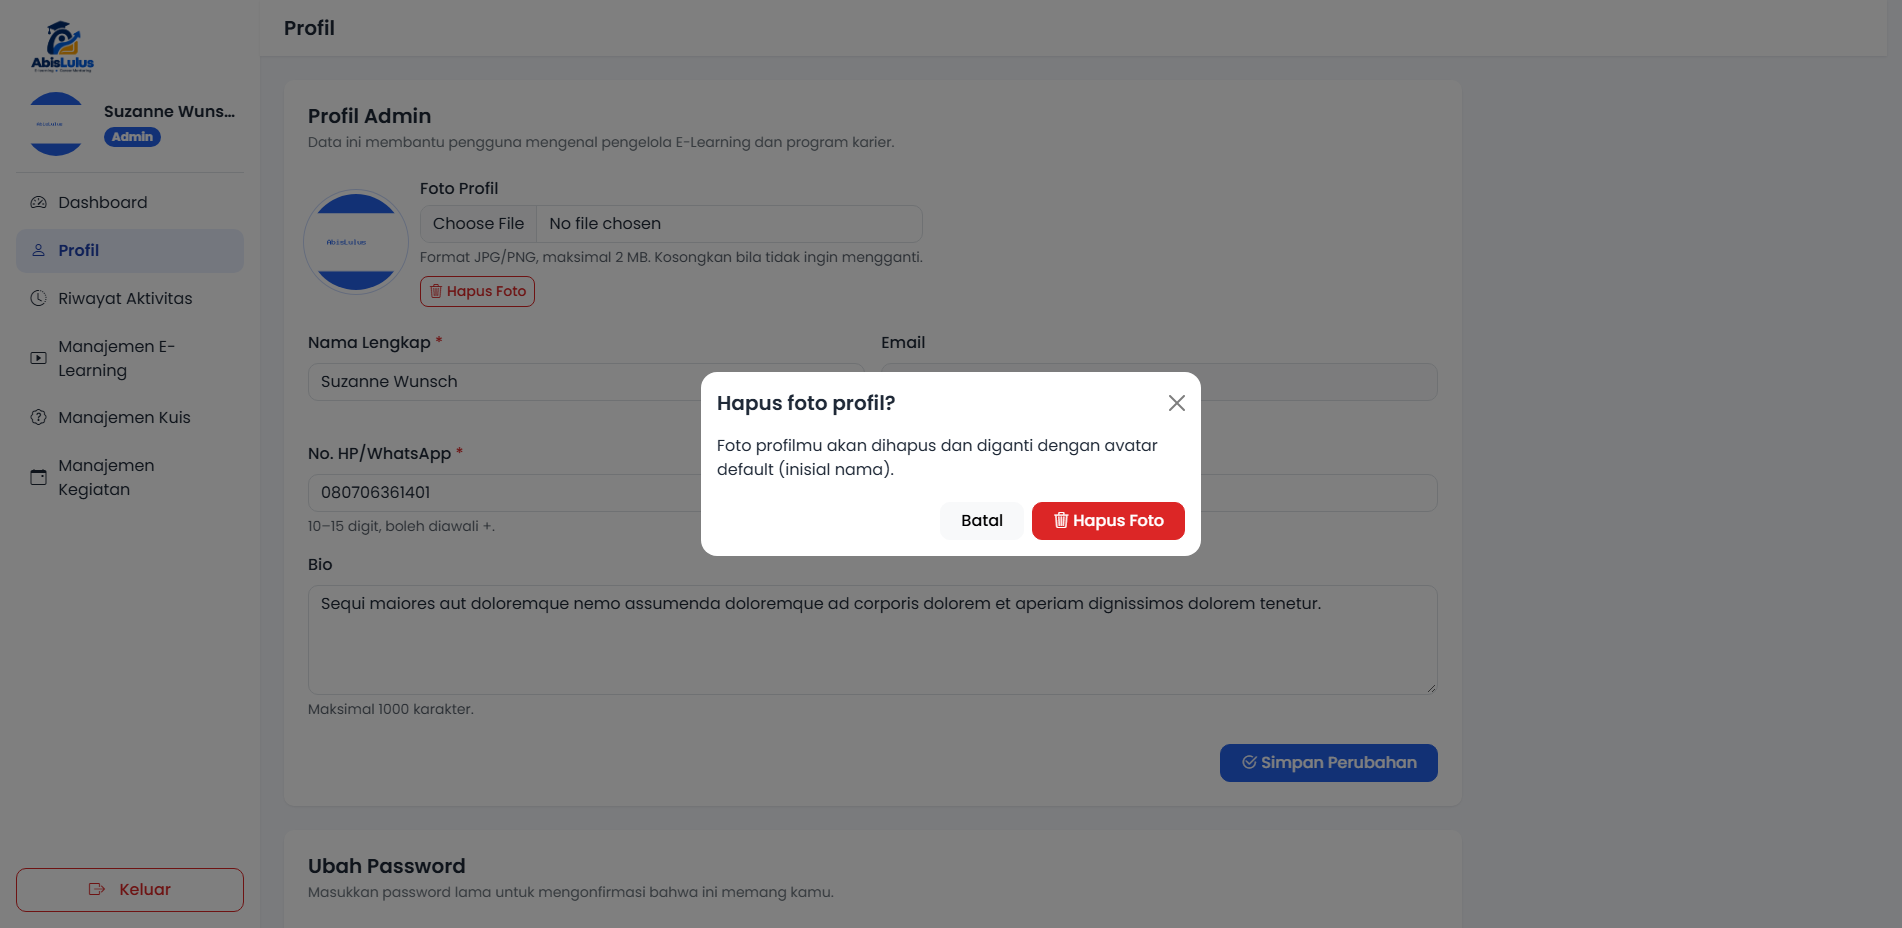 AbisLulus
Suzanne Wuns...
Admin
Dashboard
Profil
Riwayat Aktivitas
Manajemen E-
Learning
Manajemen Kuis
Manajemen
Kegiatan
Keluar
Profil
Profil Admin
Data ini membantu pengguna mengenal pengelola E-Learning dan program karier.
AbisLulus
Foto Profil
Choose File No file chosen
Format JPG/PNG, maksimal 2 MB. Kosongkan bila tidak ingin mengganti.
Hapus Foto
Nama Lengkap *
Suzanne Wunsch
Email
No. HP/WhatsApp *
080706361401
10–15 digit, boleh diawali +.
Bio
Sequi maiores aut doloremque nemo assumenda doloremque ad corporis dolorem et aperiam dignissimos dolorem tenetur.
Maksimal 1000 karakter.
Simpan Perubahan
Hapus foto profil?
Foto profilmu akan dihapus dan diganti dengan avatar
default (inisial nama).
Batal
Hapus Foto
Ubah Password
Masukkan password lama untuk mengonfirmasi bahwa ini memang kamu.